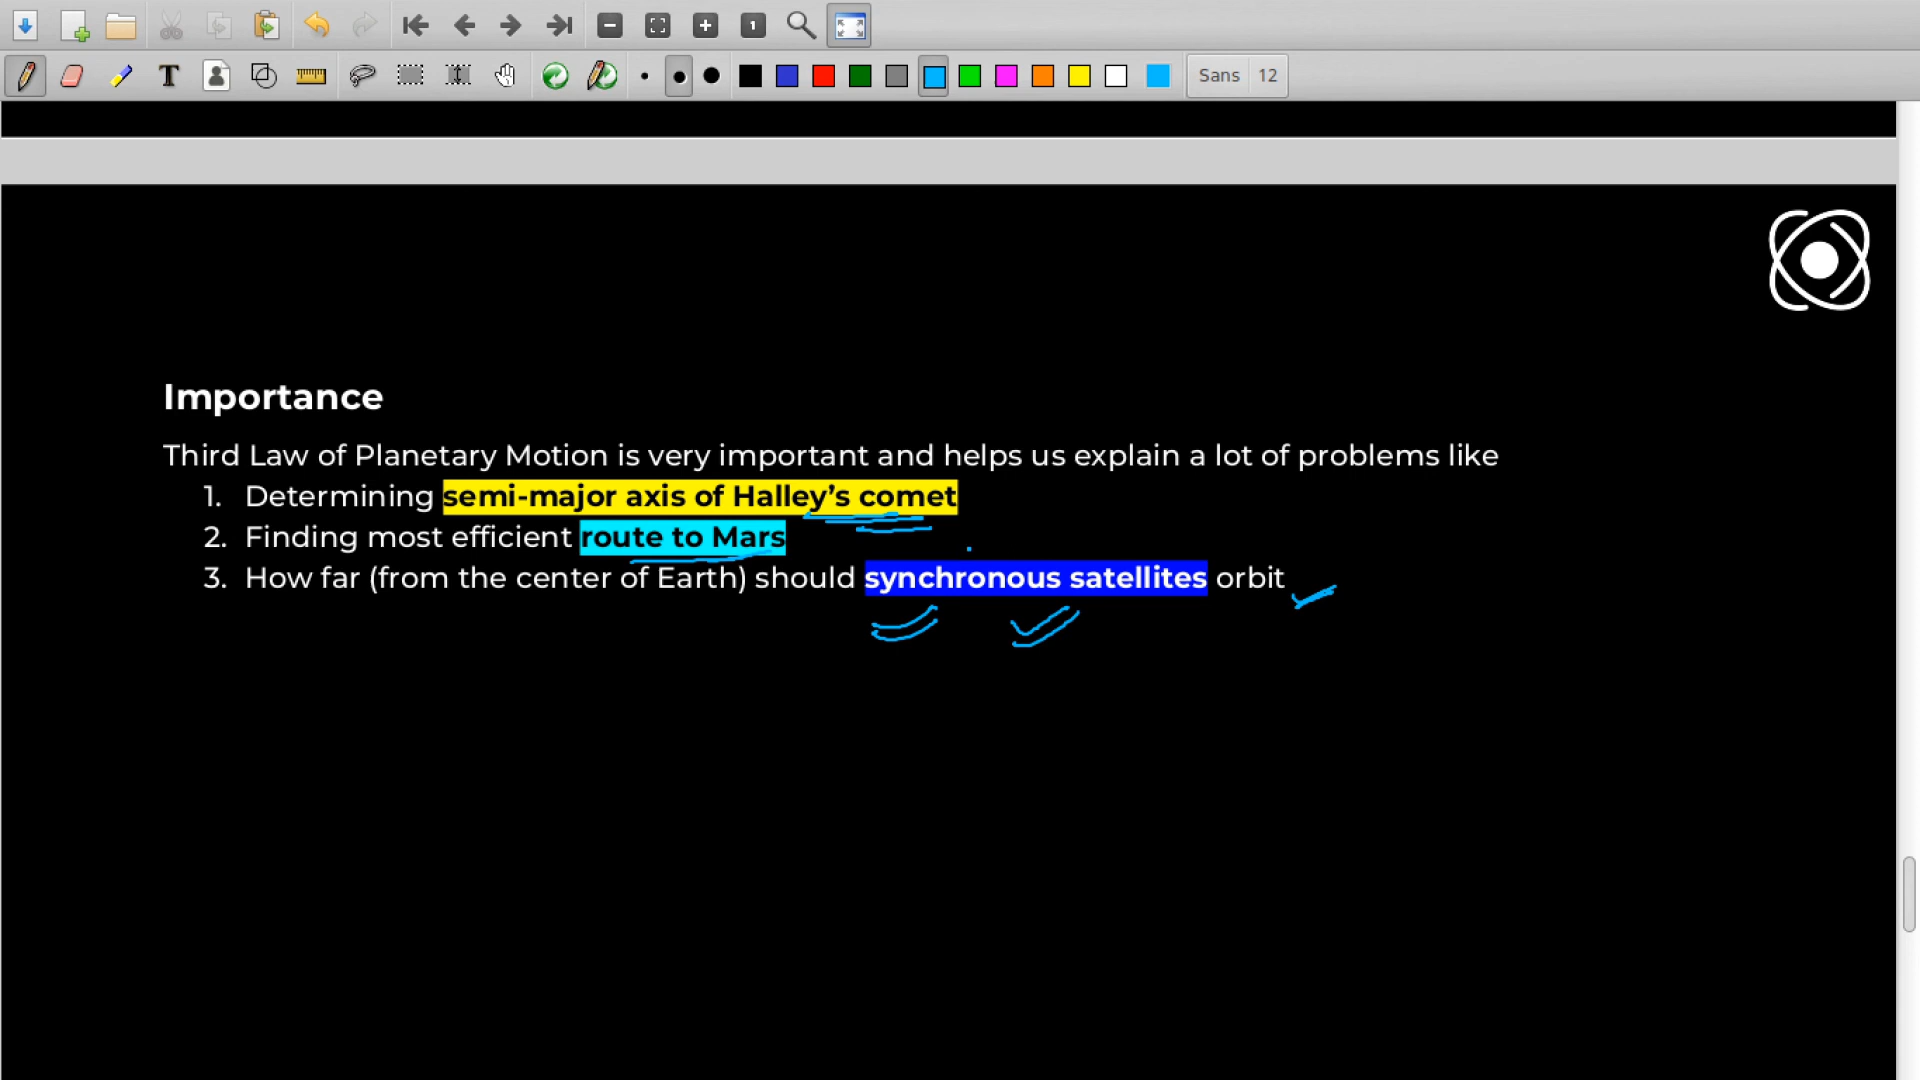 1
T
Sans 12
Importance
Third Law of Planetary Motion is very important and helps us explain a lot of problems like
1. Determining semi-major axis of Halley’s comet
2. Finding most efficient route to Mars
3. How far (from the center of Earth) should synchronous satellites orbit